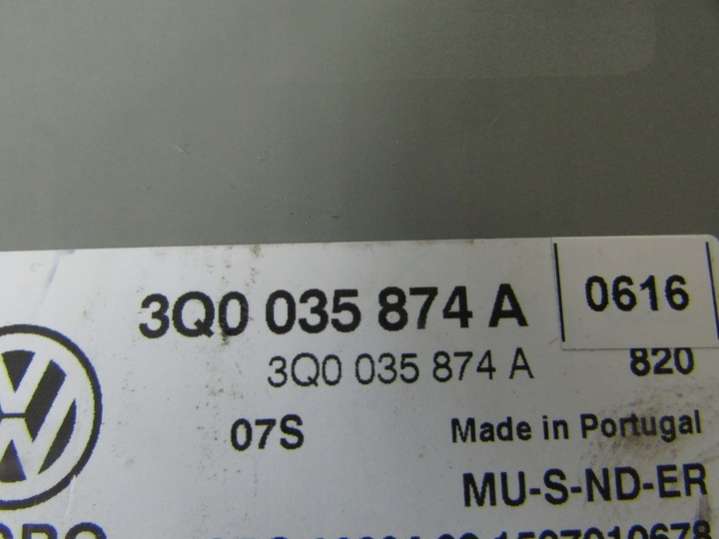 3Q0 035 874 A 0616
3Q0 035 874 A 820
07S Made in Portugal
MU-S-ND-ER